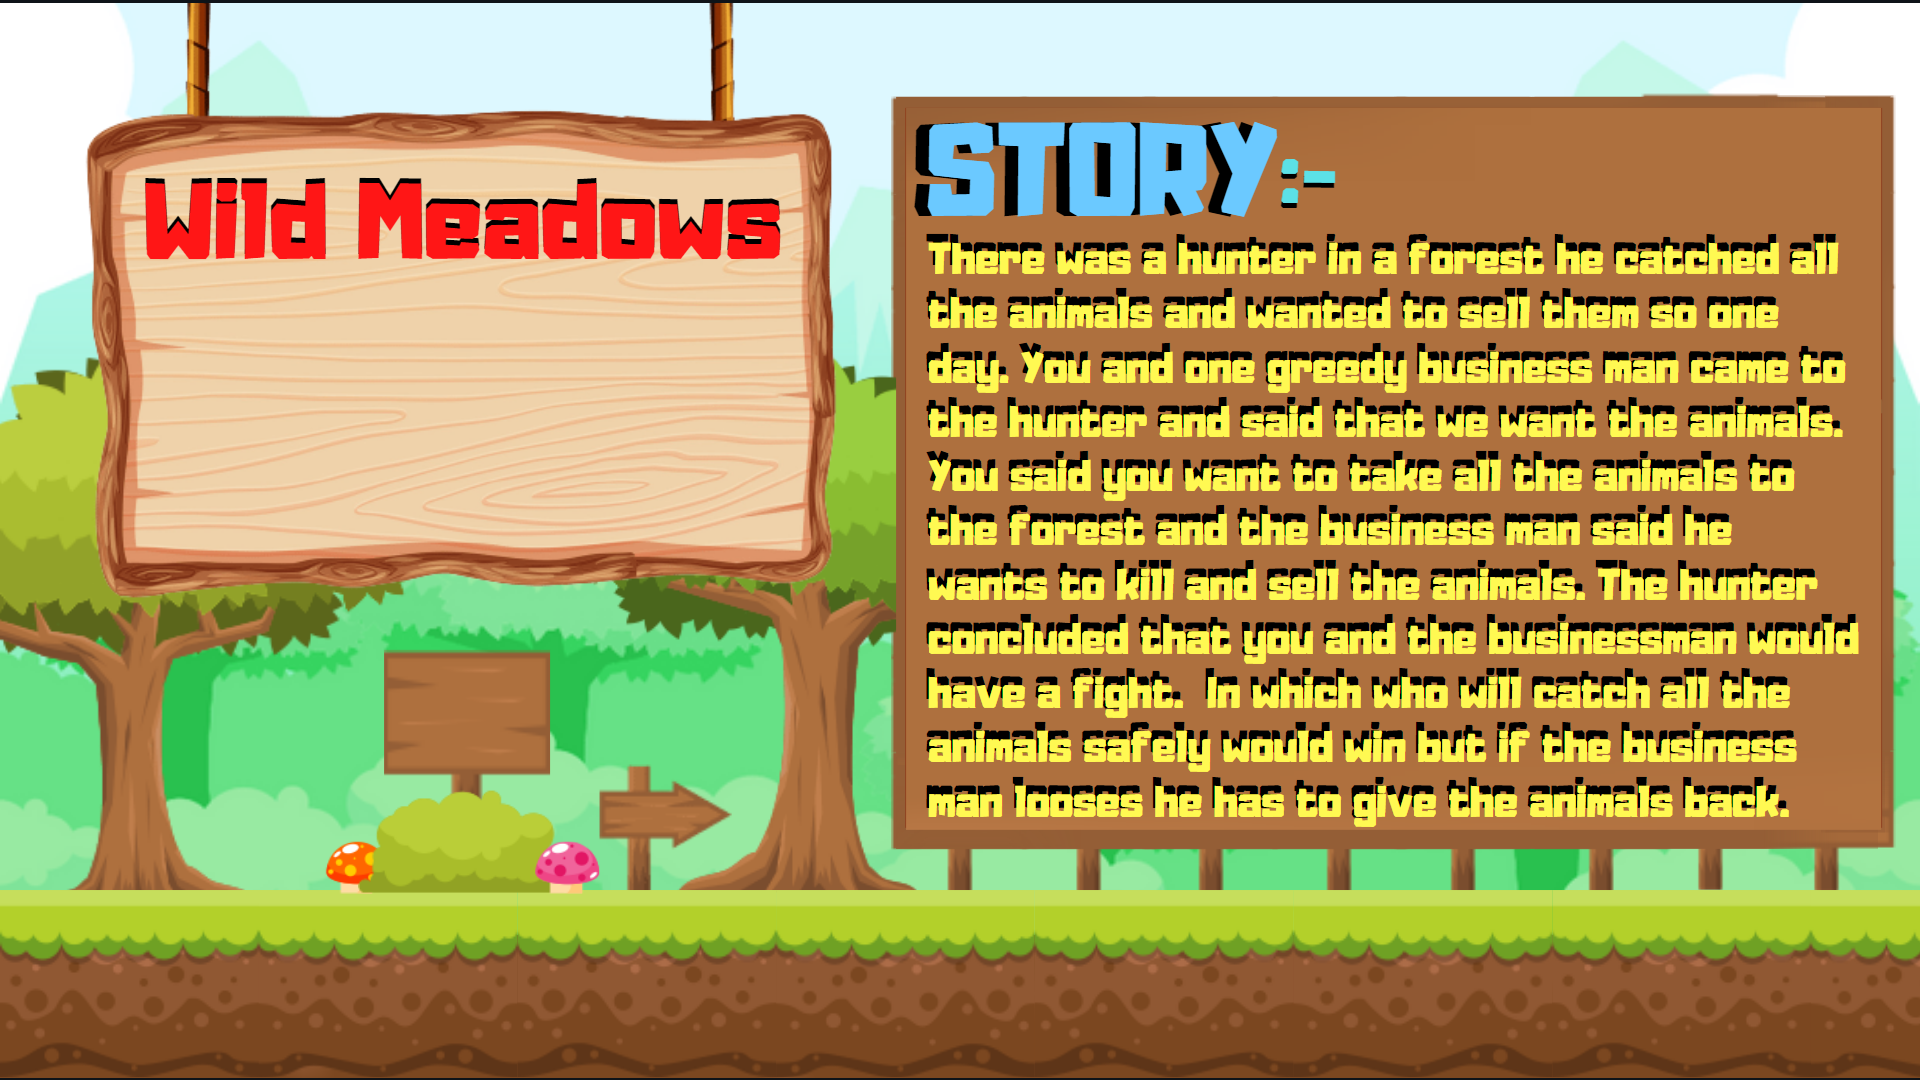 Wild Meadows
STORY:-
There was a hunter in a forest he catched all
the animals and wanted to sell them so one
day. You and one greedy business man came to
the hunter and said that we want the animals.
You said you want to take all the animals to
the forest and the business man said he
wants to kill and sell the animals. The hunter
concluded that you and the businessman would
have a fight.  In which who will catch all the
animals safely would win but if the business
man looses he has to give the animals back.